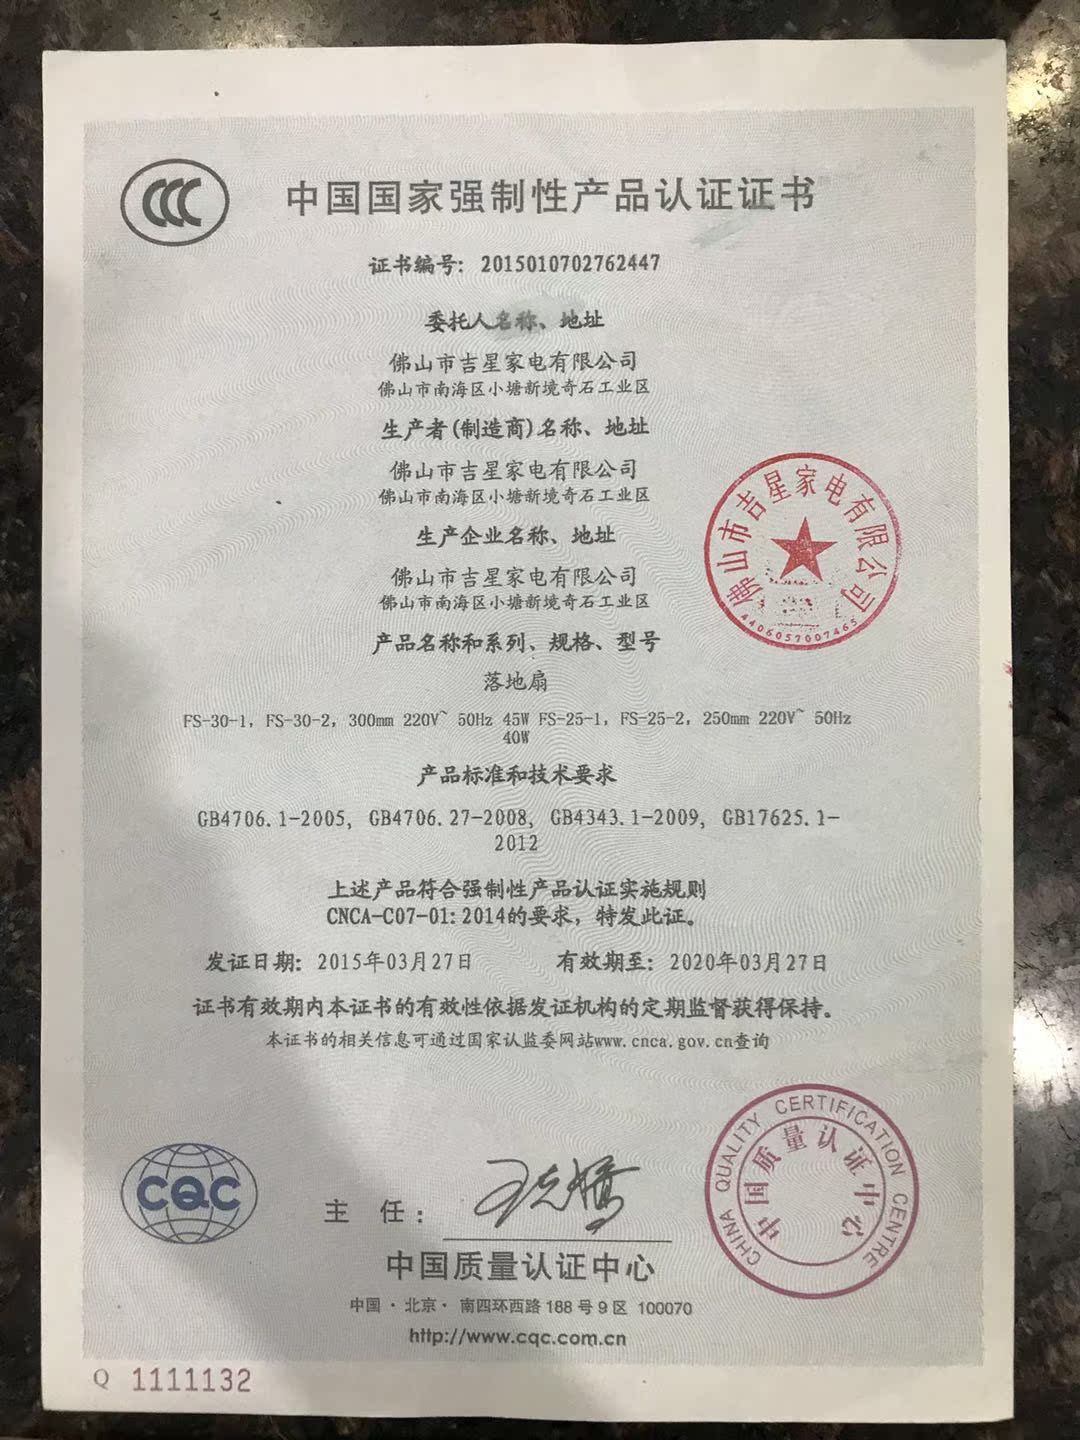 CCC
中国国家强制性产品认证证书
证书编号: 2015010702762447
委托人名称、地址
佛山市吉星家电有限公司
佛山市南海区小塘新境奇石工业区
生产者(制造商)名称、地址
佛山市吉星家电有限公司
佛山市南海区小塘新境奇石工业区
生产企业名称、地址
佛山市吉星家电有限公司
佛山市南海区小塘新境奇石工业区
佛山市吉星家电有限公司
4406057007465
产品名称和系列、规格、型号
落地扇
FS-30-1, FS-30-2, 300mm 220V~ 50Hz 45W FS-25-1, FS-25-2, 250mm 220V~ 50Hz
40W
产品标准和技术要求
GB4706.1-2005, GB4706.27-2008, GB4343.1-2009, GB17625.1-
2012
上述产品符合强制性产品认证实施规则
CNCA-C07-01:2014的要求，特发此证。
发证日期: 2015年03月27日 有效期至: 2020年03月27日
证书有效期内本证书的有效性依据发证机构的定期监督获得保持。
本证书的相关信息可通过国家认监委网站www.cnca.gov.cn查询
CQC
主 任:
CHINA QUALITY CERTIFICATION CENTRE
中国质量认证中心
中国质量认证中心
中国·北京·南四环西路188号9区 100070
http://www.cqc.com.cn
Q 1111132